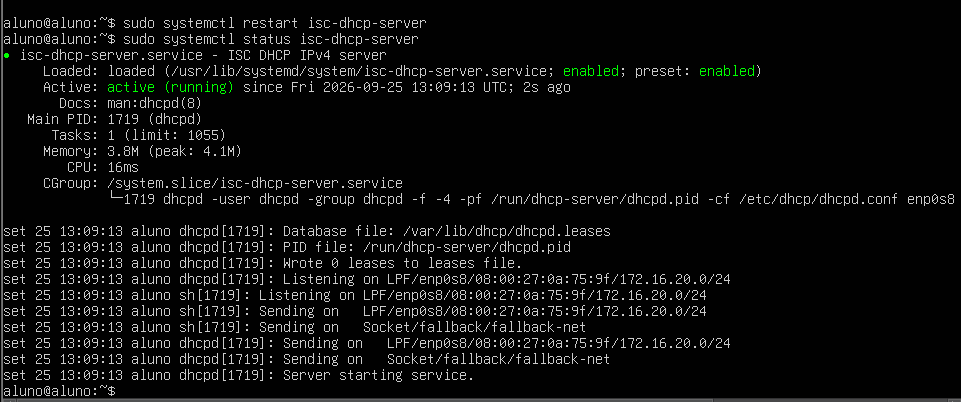 aluno@aluno:~$ sudo systemctl restart isc-dhcp-server
aluno@aluno:~$ sudo systemctl status isc-dhcp-server
● isc-dhcp-server.service - ISC DHCP IPv4 server
     Loaded: loaded (/usr/lib/systemd/system/isc-dhcp-server.service; enabled; preset: enabled)
     Active: active (running) since Fri 2026-09-25 13:09:13 UTC; 2s ago
       Docs: man:dhcpd(8)
   Main PID: 1719 (dhcpd)
      Tasks: 1 (limit: 1055)
     Memory: 3.8M (peak: 4.1M)
        CPU: 16ms
     CGroup: /system.slice/isc-dhcp-server.service
             └─1719 dhcpd -user dhcpd -group dhcpd -f -4 -pf /run/dhcp-server/dhcpd.pid -cf /etc/dhcp/dhcpd.conf enp0s8
set 25 13:09:13 aluno dhcpd[1719]: Database file: /var/lib/dhcp/dhcpd.leases
set 25 13:09:13 aluno dhcpd[1719]: PID file: /run/dhcp-server/dhcpd.pid
set 25 13:09:13 aluno dhcpd[1719]: Wrote 0 leases to leases file.
set 25 13:09:13 aluno dhcpd[1719]: Listening on LPF/enp0s8/08:00:27:0a:75:9f/172.16.20.0/24
set 25 13:09:13 aluno sh[1719]: Listening on LPF/enp0s8/08:00:27:0a:75:9f/172.16.20.0/24
set 25 13:09:13 aluno sh[1719]: Sending on   LPF/enp0s8/08:00:27:0a:75:9f/172.16.20.0/24
set 25 13:09:13 aluno sh[1719]: Sending on   Socket/fallback/fallback-net
set 25 13:09:13 aluno dhcpd[1719]: Sending on   LPF/enp0s8/08:00:27:0a:75:9f/172.16.20.0/24
set 25 13:09:13 aluno dhcpd[1719]: Sending on   Socket/fallback/fallback-net
set 25 13:09:13 aluno dhcpd[1719]: Server starting service.
aluno@aluno:~$